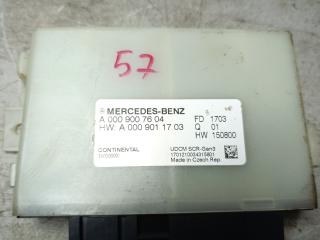 57
MERCEDES-BENZ
A 000 900 76 04 FD 1703
Q 01
HW. A 000 901 17 03 HW 150800
CONTINENTAL UDCM SCR-Gen3
Made in Czech Rep.